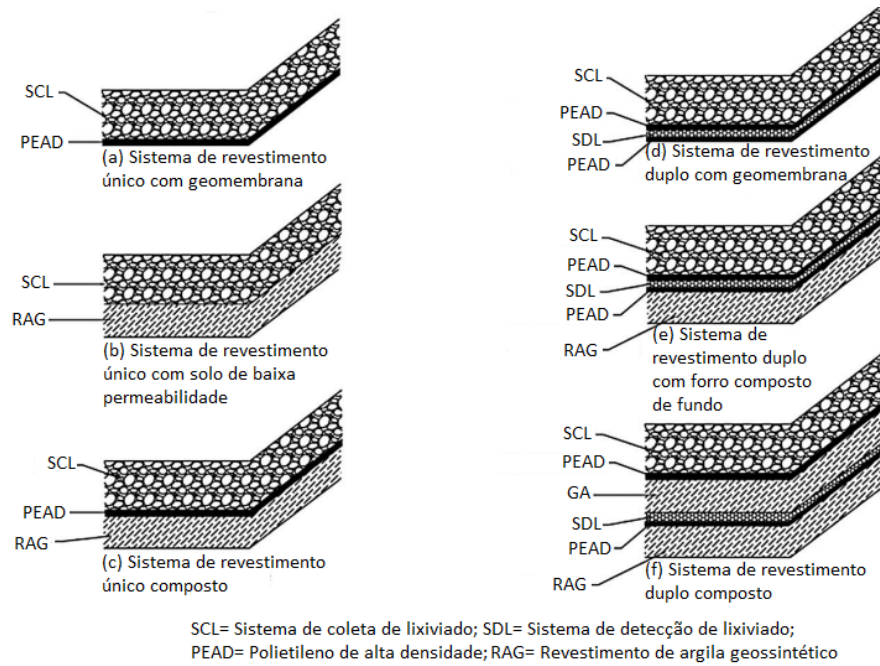 SCL
PEAD
(a) Sistema de revestimento
único com geomembrana
SCL
RAG
(b) Sistema de revestimento
único com solo de baixa
permeabilidade
SCL
PEAD
RAG
(c) Sistema de revestimento
único composto
SCL
PEAD
SDL
PEAD
(d) Sistema de revestimento
duplo com geomembrana
SCL
PEAD
SDL
PEAD
RAG
(e) Sistema de
revestimento duplo
com forro composto
de fundo
SCL
PEAD
GA
SDL
PEAD
RAG
(f) Sistema de revestimento
duplo composto
SCL= Sistema de coleta de lixiviado; SDL= Sistema de detecção de lixiviado;
PEAD= Polietileno de alta densidade; RAG= Revestimento de argila geossintético